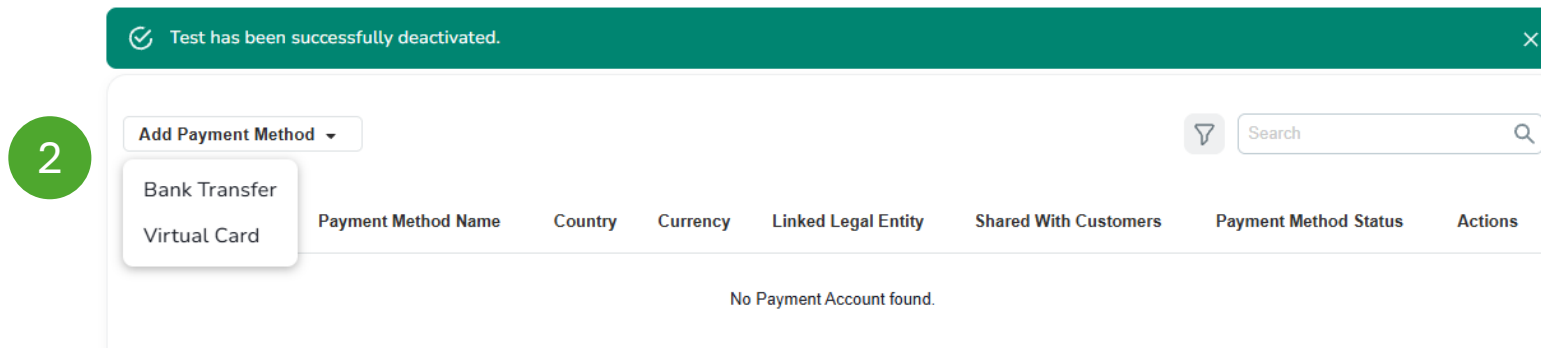 Test has been successfully deactivated.
2
Add Payment Method
Search
Bank Transfer
Virtual Card
Payment Method Name Country Currency Linked Legal Entity Shared With Customers Payment Method Status Actions
No Payment Account found.